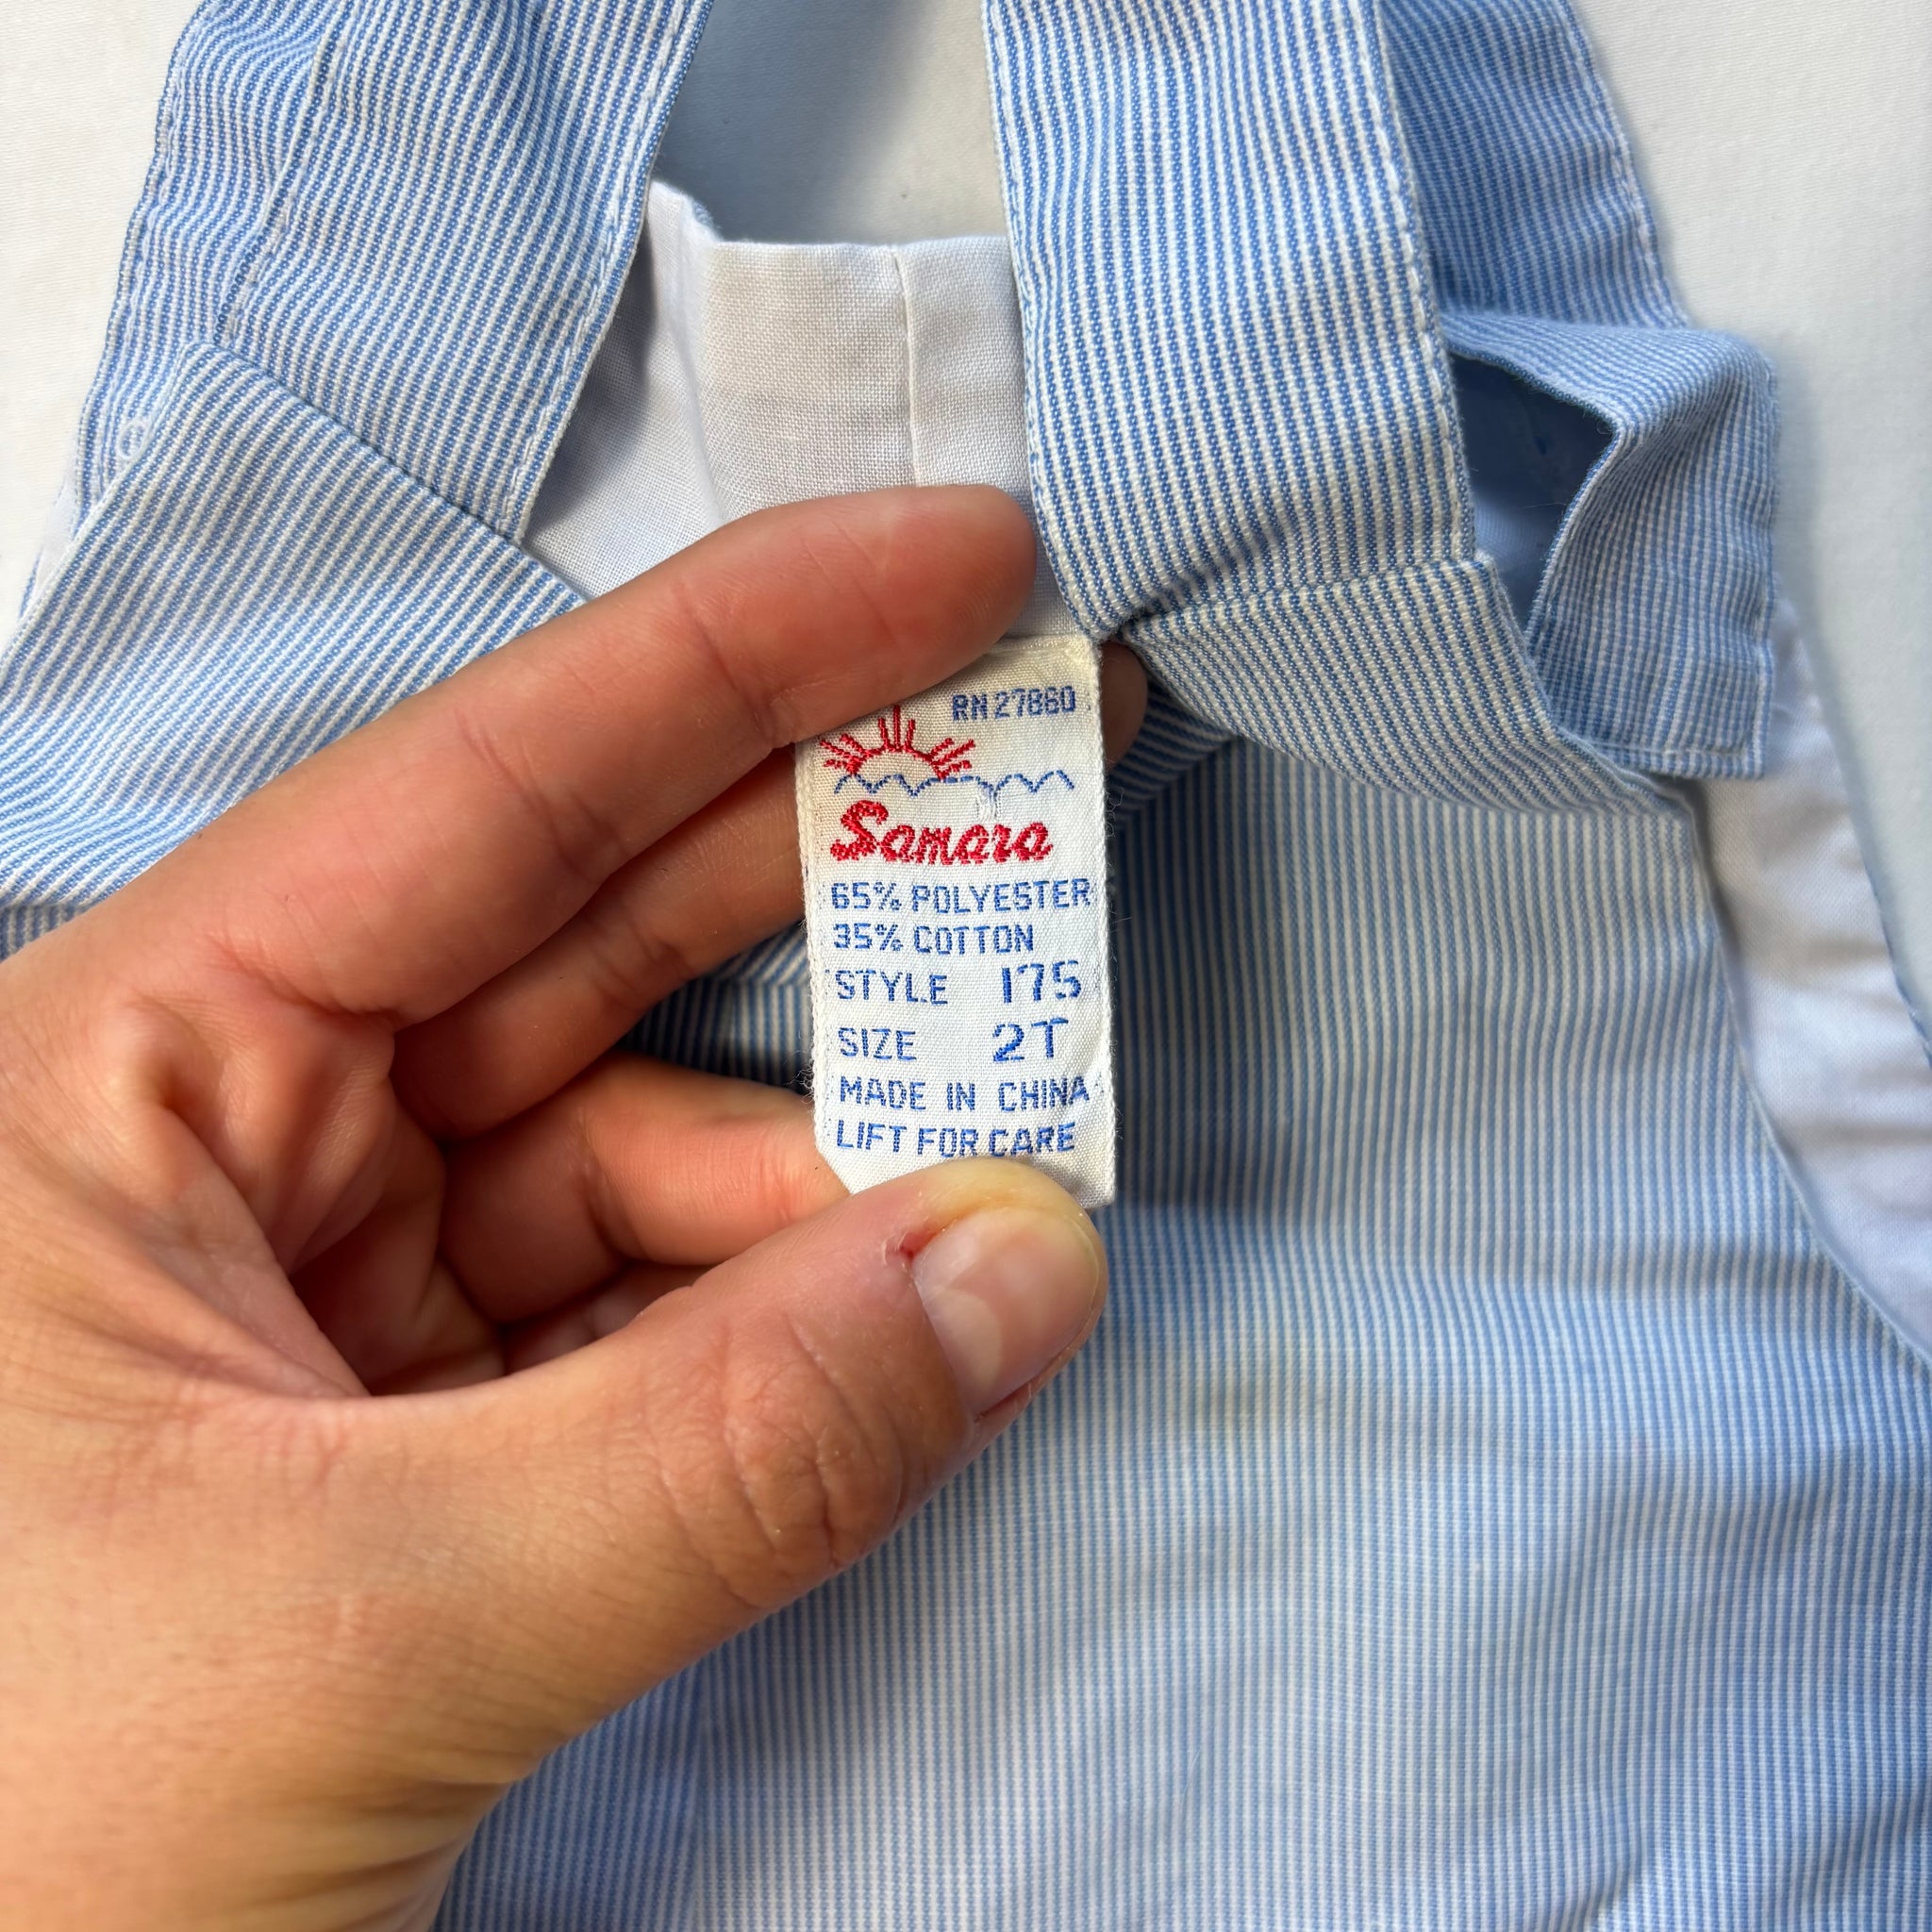 RN 27860
Samara
65% POLYESTER
35% COTTON
STYLE 175
SIZE 2T
MADE IN CHINA
LIFT FOR CARE